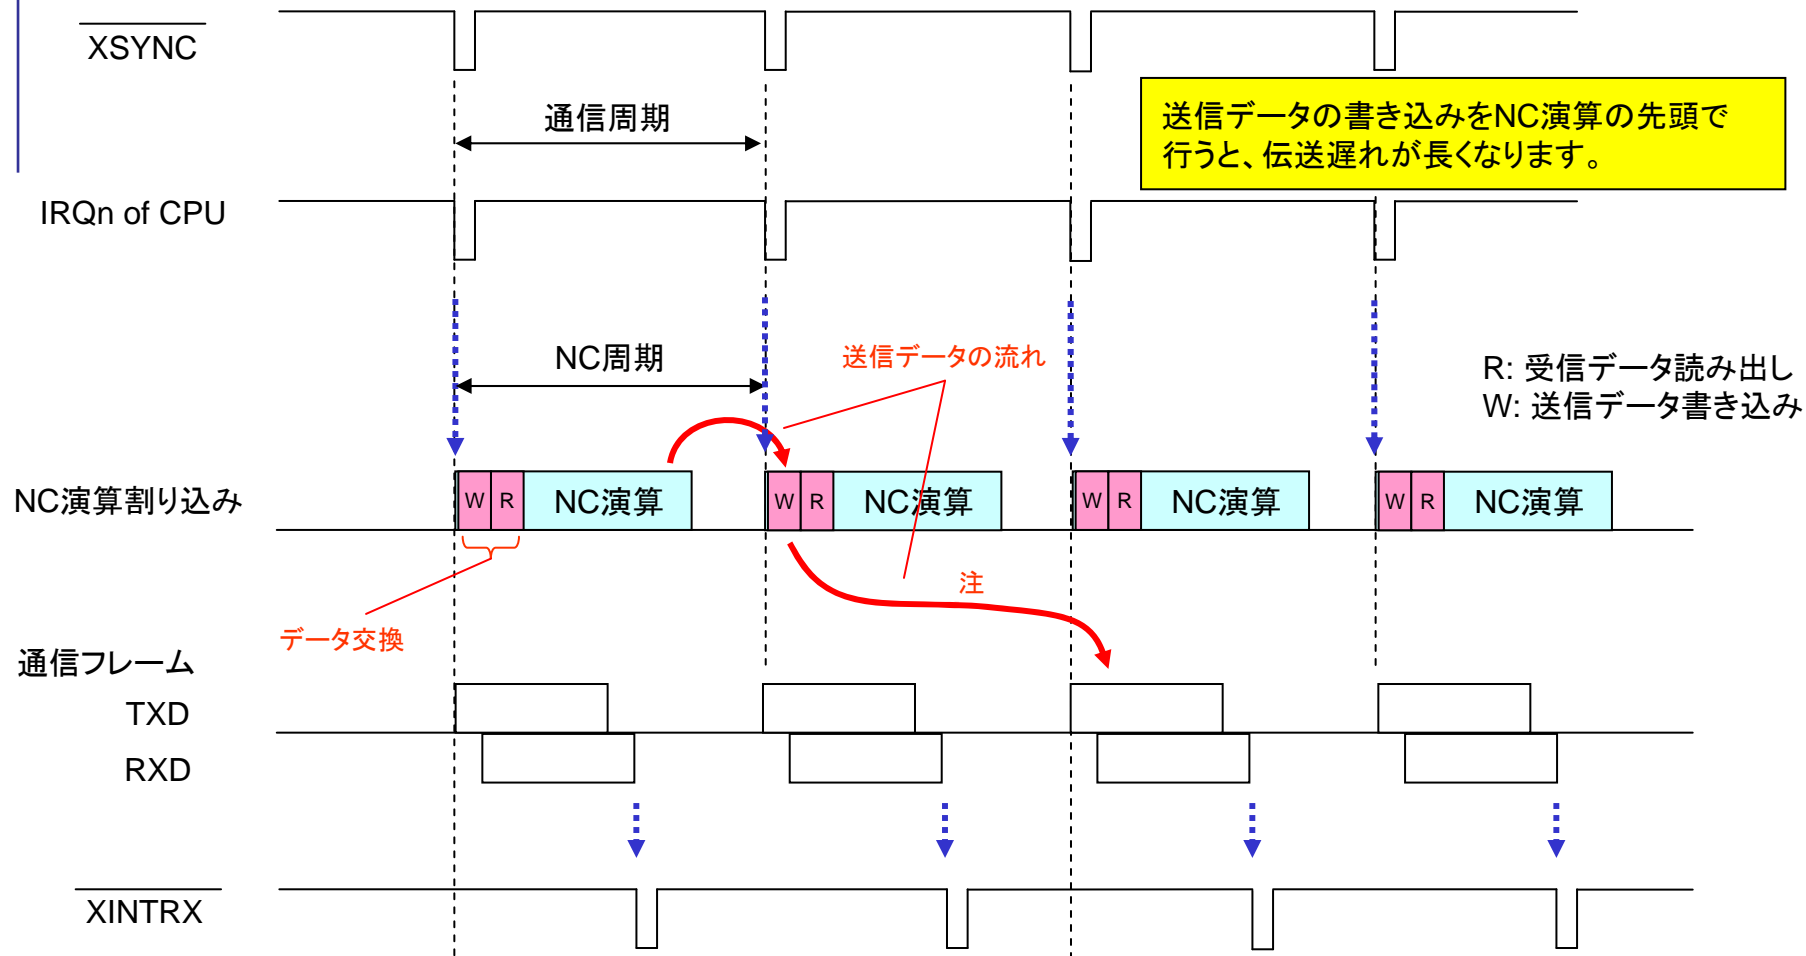 XSYNC
通信周期
送信データの書き込みをNC演算の先頭で
行うと、伝送遅れが長くなります。
IRQn of CPU
NC周期
送信データの流れ
R: 受信データ読み出し
W: 送信データ書き込み
NC演算割り込み
W R NC演算
W R NC演算
W R NC演算
W R NC演算
注
データ交換
通信フレーム
TXD
RXD
XINTRX